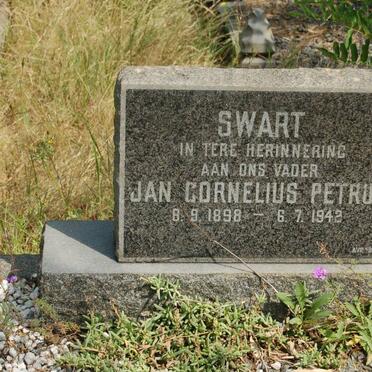 SWART
IN TERE HERINNERING
AAN ONS VADER
JAN CORNELIUS PETRU
8.9.1898 — 6.7.1942